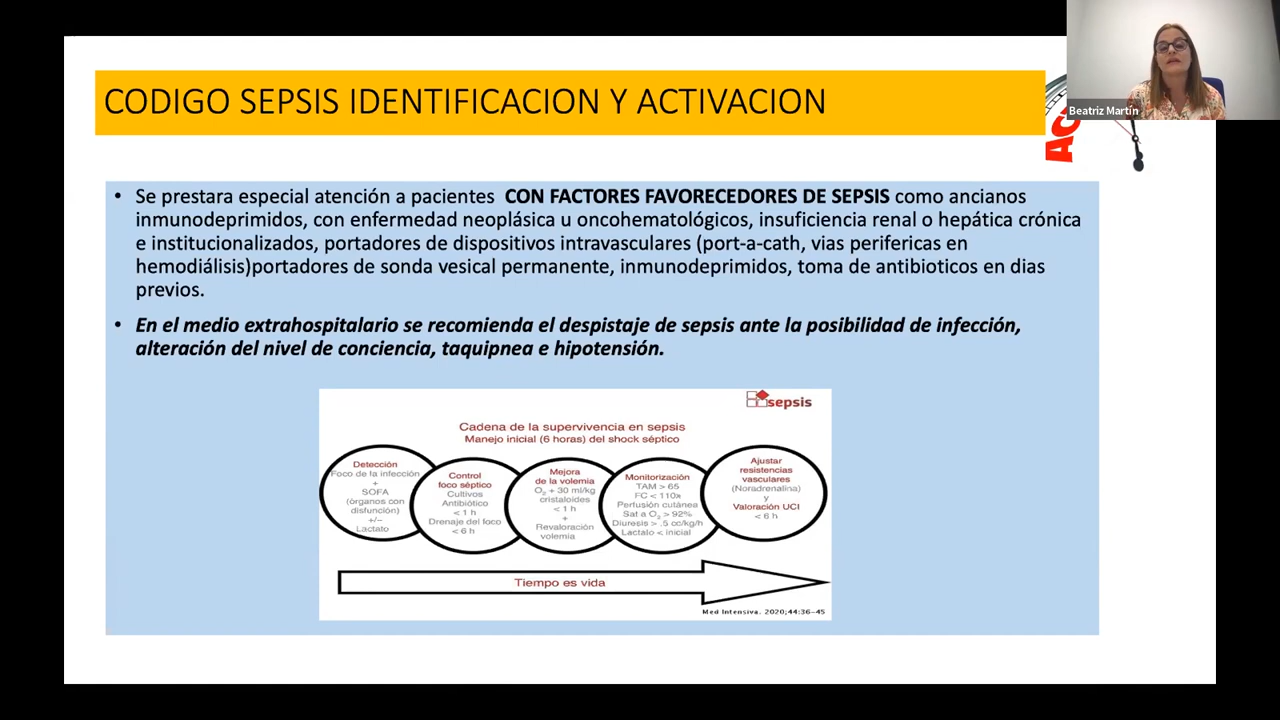 CODIGO SEPSIS IDENTIFICACION Y ACTIVACION
Beatriz Martín
• Se prestara especial atención a pacientes CON FACTORES FAVORECEDORES DE SEPSIS como ancianos
inmunodeprimidos, con enfermedad neoplásica u oncohematológicos, insuficiencia renal o hepática crónica
e institucionalizados, portadores de dispositivos intravasculares (port-a-cath, vias perifericas en
hemodiálisis)portadores de sonda vesical permanente, inmunodeprimidos, toma de antibioticos en dias
previos.
• En el medio extrahospitalario se recomienda el despistaje de sepsis ante la posibilidad de infección,
alteración del nivel de conciencia, taquipnea e hipotensión.
sepsis
Cadena de la supervivencia en sepsis
Manejo inicial (6 horas) del shock séptico
Detección
Foco de la infección
+
SOFA
(órganos con
disfunción)
+/−
Lactato
Control
foco séptico
Cultivos
Antibiótico
< 1 h
Drenaje del foco
< 6 h
Mejora
de la volemia
O2 + 30 ml/kg
cristaloides
< 1 h
+
Revaloración
volemia
Monitorización
TAM > 65
FC < 110x
Perfusión cutánea
Sat a O2 > 92%
Diuresis > .5 cc/kg/h
Lactato < inicial
Ajustar
resistencias
vasculares
(Noradrenalina)
y
Valoración UCI
< 6 h
Tiempo es vida
Med Intensiva. 2020;44:36-45